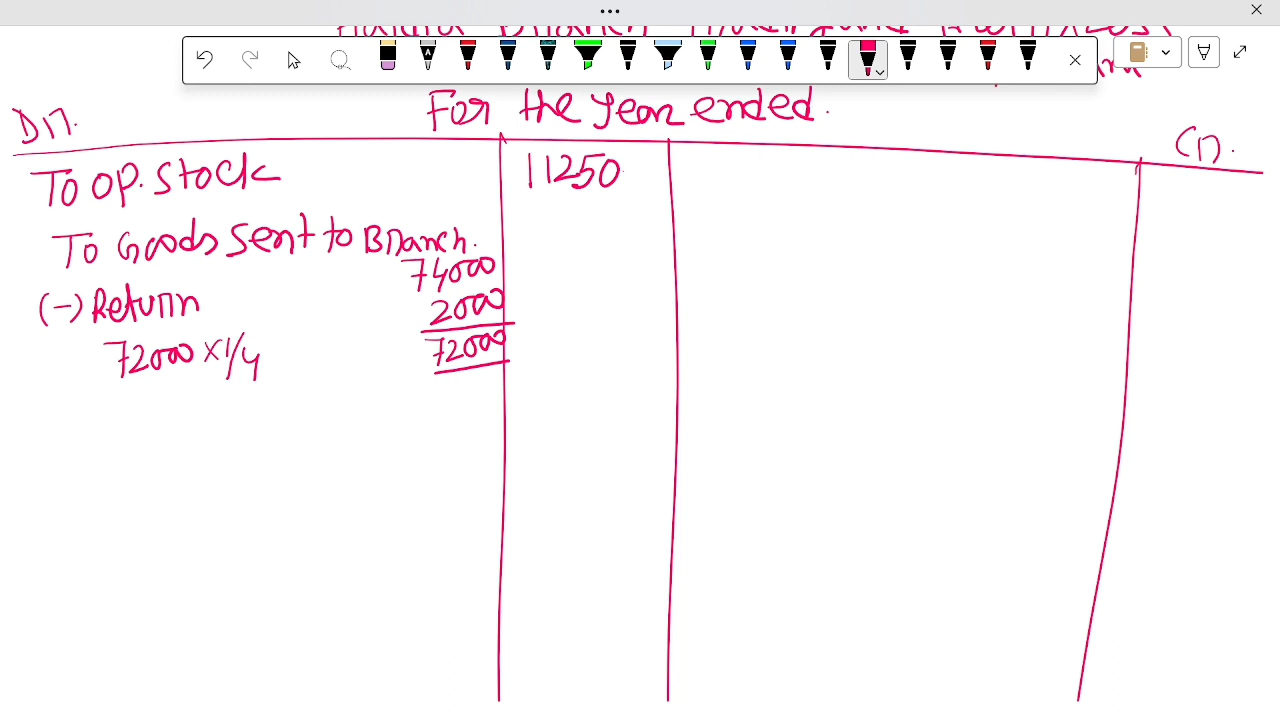 Branch
For the year ended.
Dr.
Cr.
To op. stock 11250
To Goods sent to Branch.
74000
(-) Return 2000
72000 x 1/4 72000